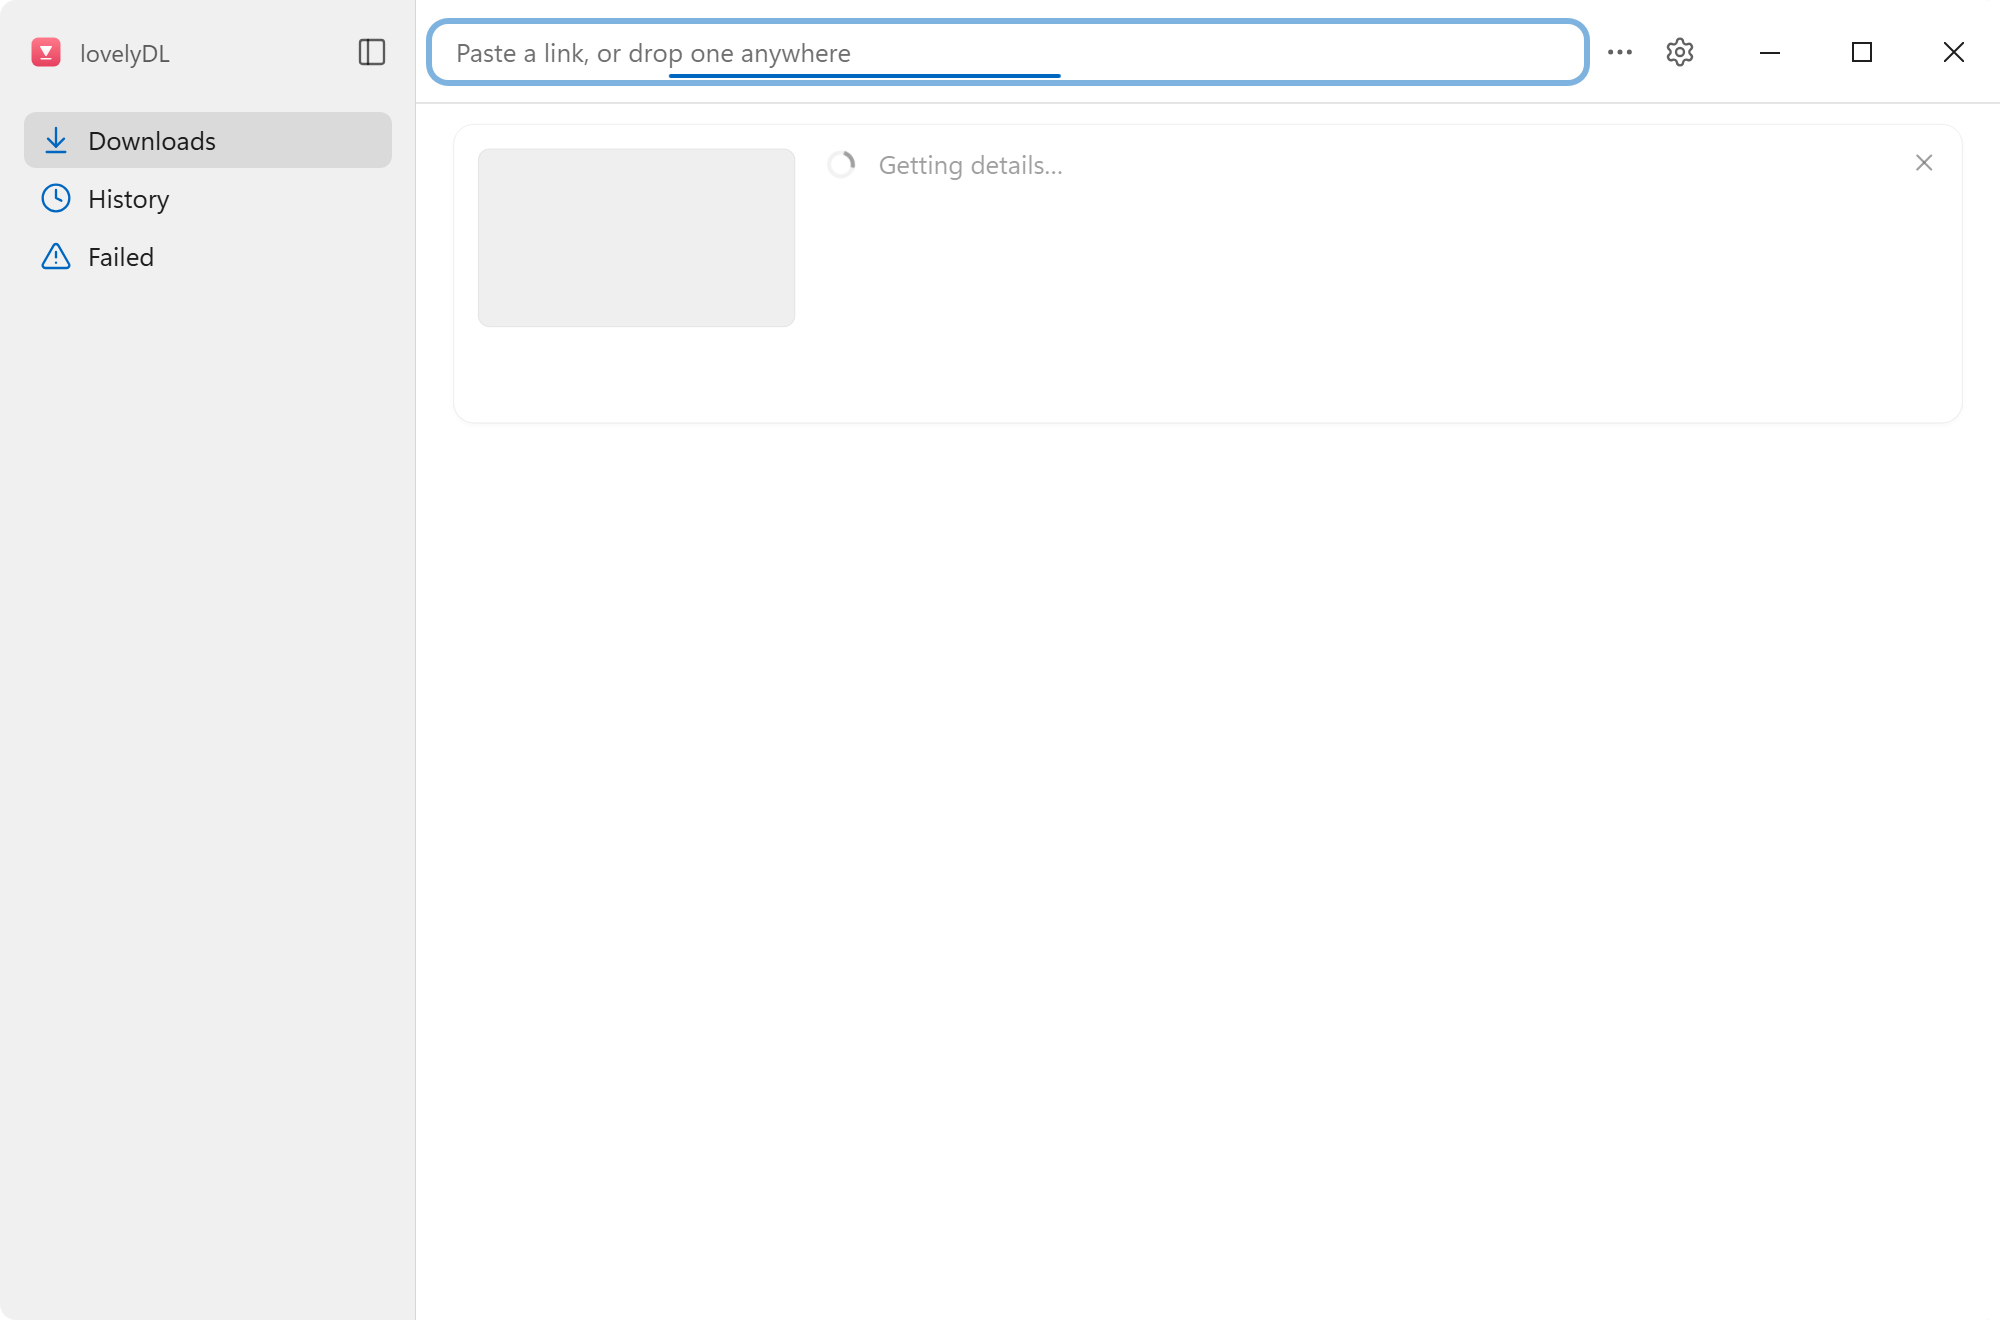 lovelyDL
Paste a link, or drop one anywhere
Downloads
History
Failed
Getting details...